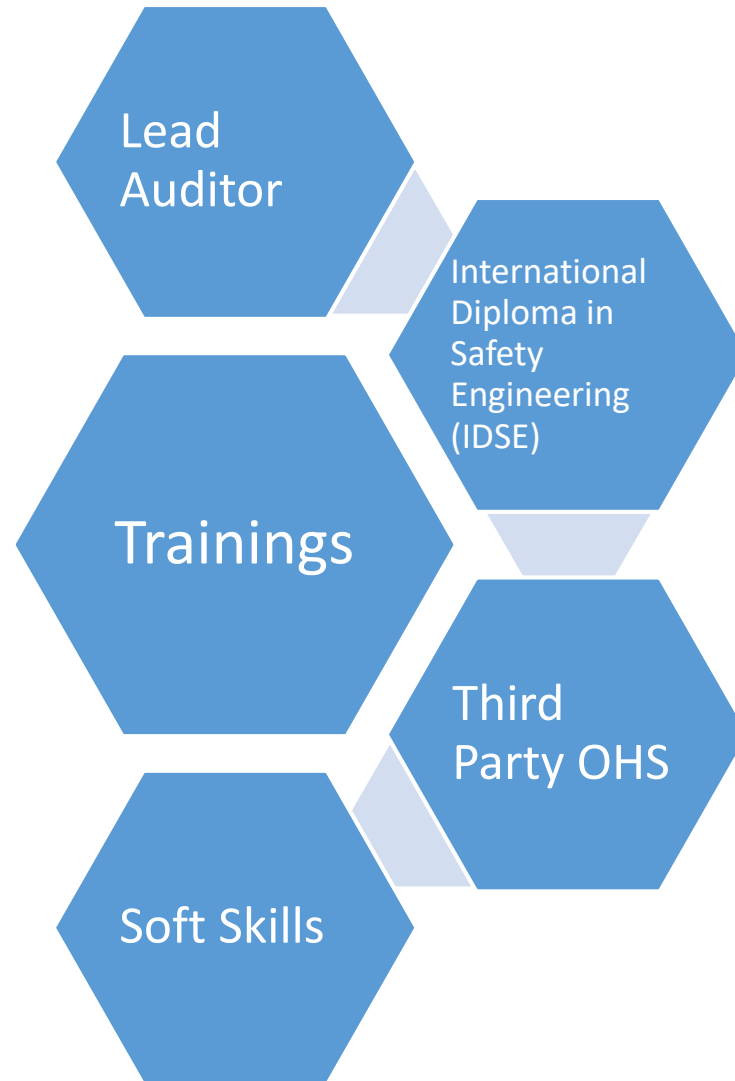 Lead
Auditor
International
Diploma in
Safety
Engineering
(IDSE)
Trainings
Third
Party OHS
Soft Skills